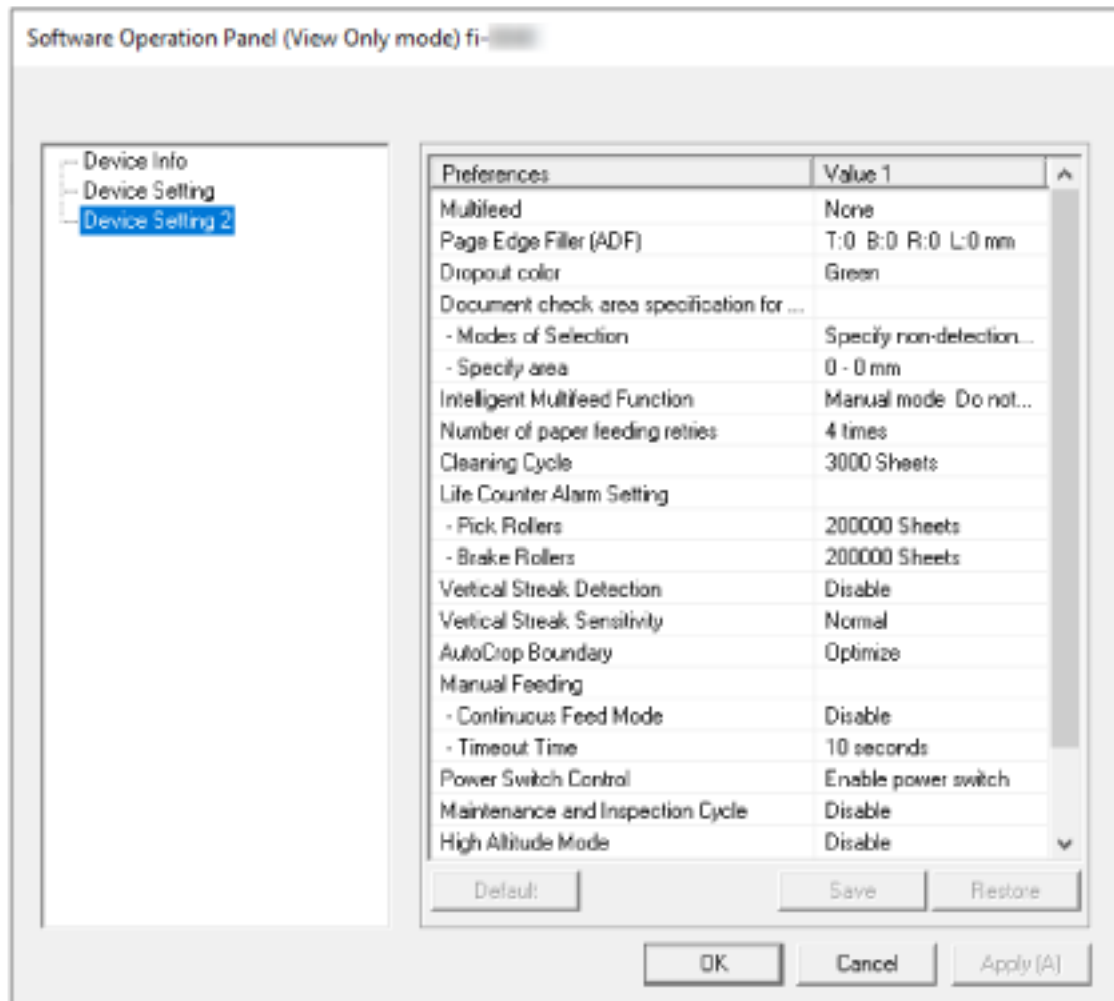 Software Operation Panel (View Only mode) fi-
Device Info
Device Setting
Device Setting 2
Preferences Value 1
Multifeed None
Page Edge Filler (ADF) T:0 B:0 R:0 L:0 mm
Dropout color Green
Document check area specification for ...
- Modes of Selection Specify non-detection...
- Specify area 0 - 0 mm
Intelligent Multifeed Function Manual mode Do not...
Number of paper feeding retries 4 times
Cleaning Cycle 3000 Sheets
Life Counter Alarm Setting
- Pick Rollers 200000 Sheets
- Brake Rollers 200000 Sheets
Vertical Streak Detection Disable
Vertical Streak Sensitivity Normal
AutoCrop Boundary Optimize
Manual Feeding
- Continuous Feed Mode Disable
- Timeout Time 10 seconds
Power Switch Control Enable power switch
Maintenance and Inspection Cycle Disable
High Altitude Mode Disable
Default Save Restore
OK Cancel Apply (A)